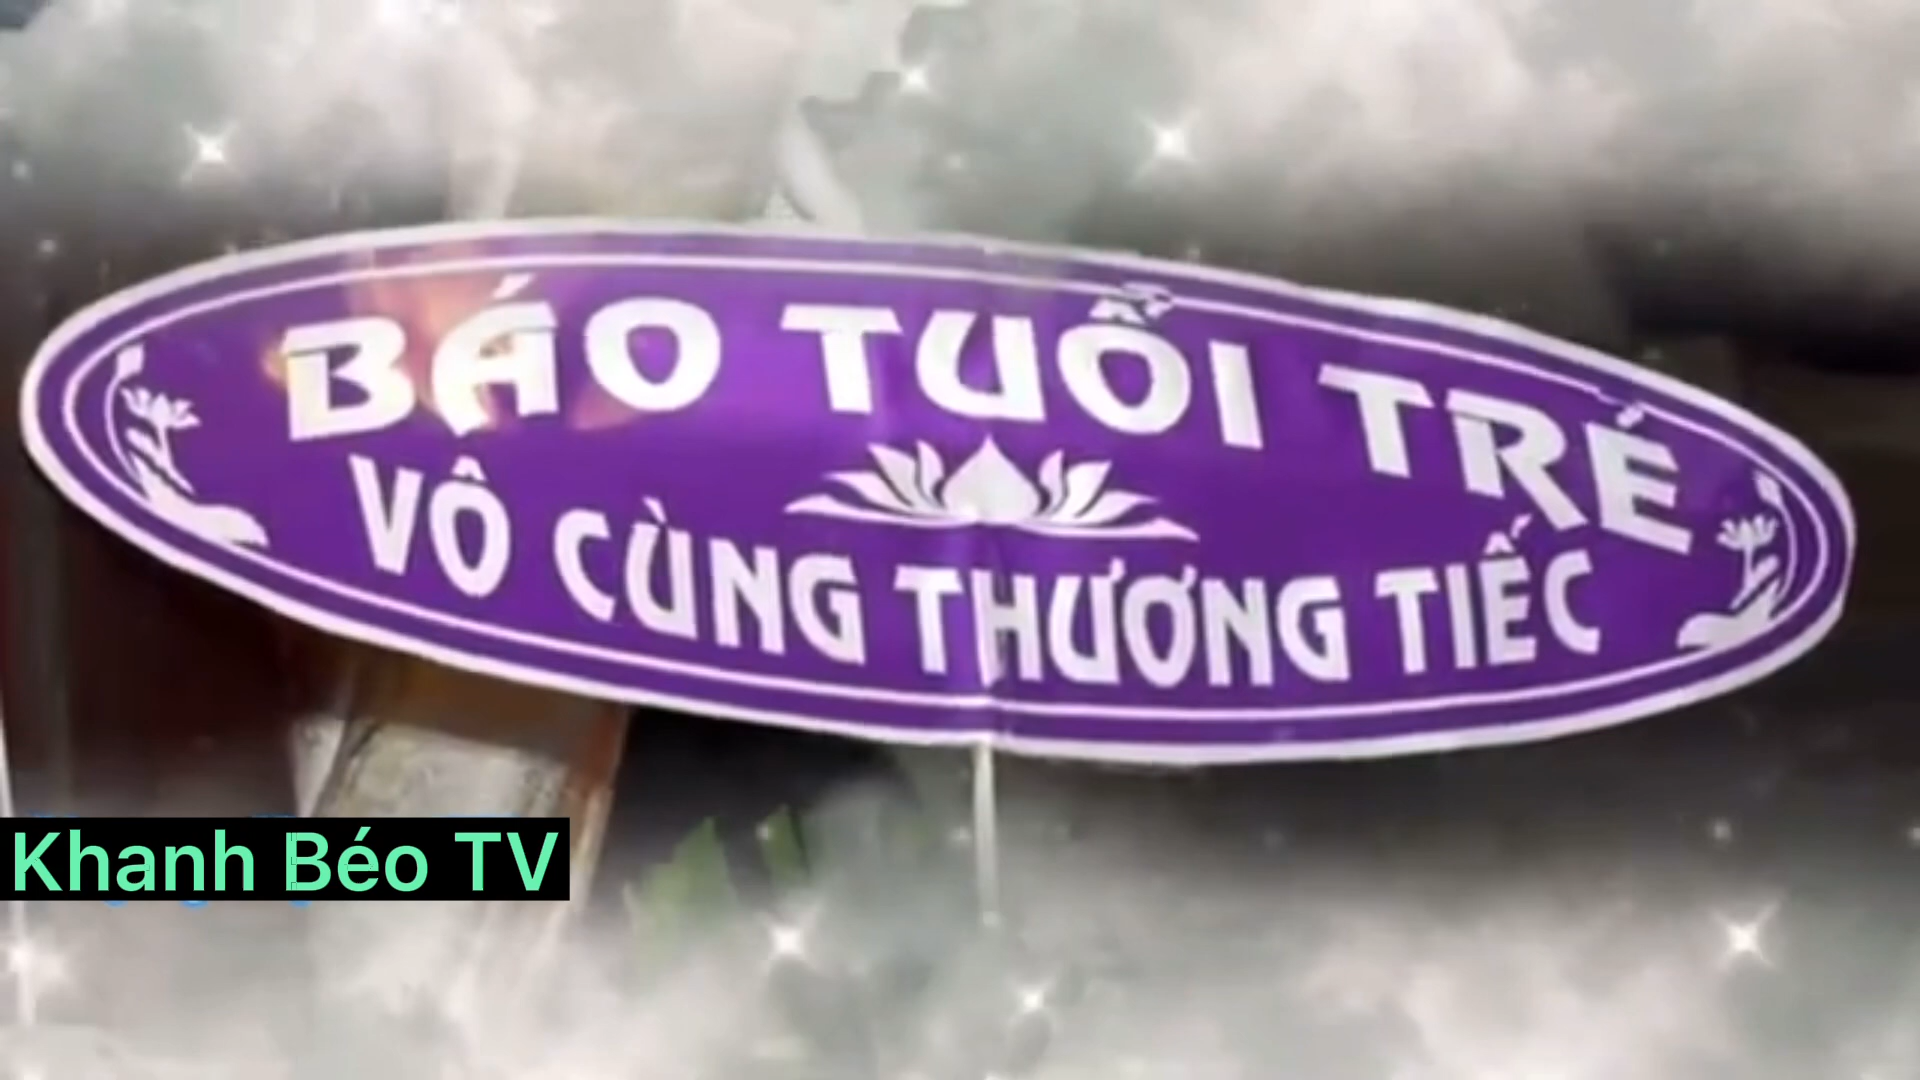 BÁO TUỔI TRẺ
VÔ CÙNG THƯƠNG TIẾC
Khanh Béo TV